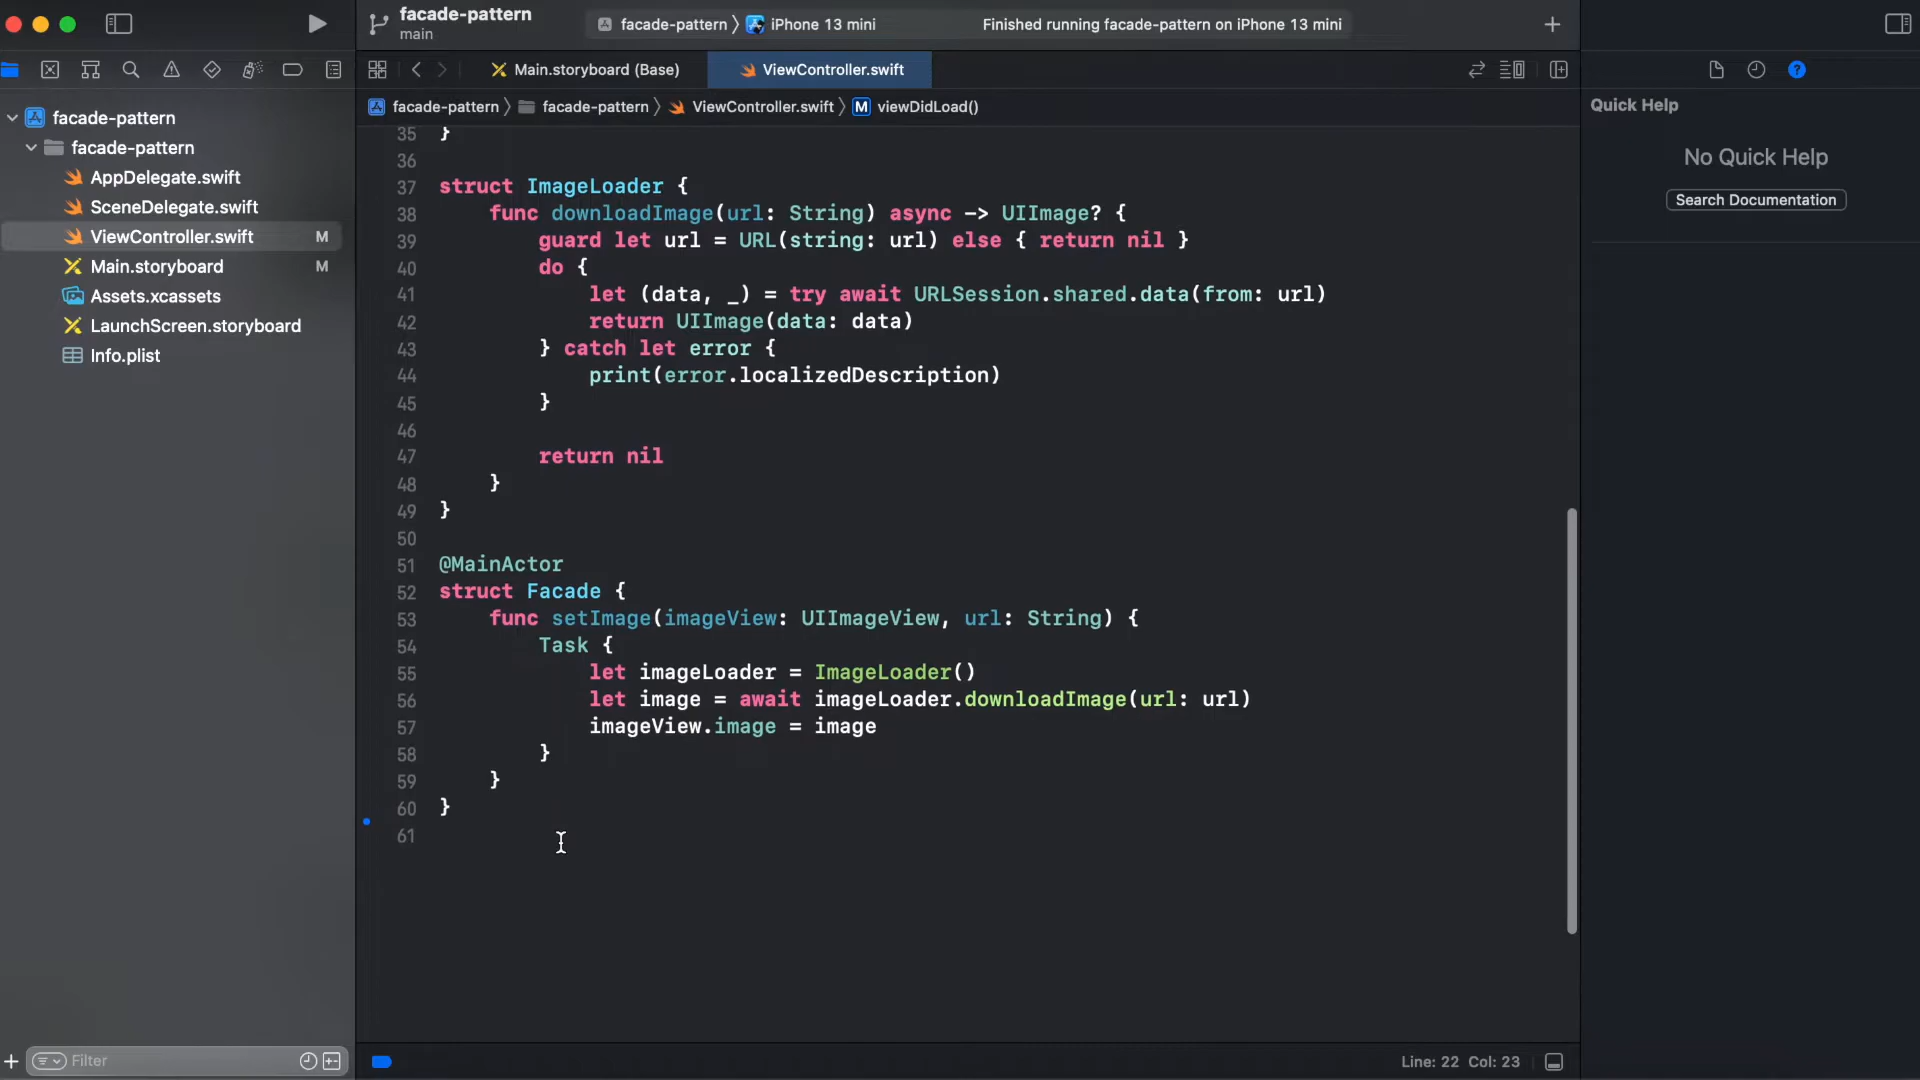 facade-pattern
main
facade-pattern 〉 iPhone 13 mini
Finished running facade-pattern on iPhone 13 mini
Main.storyboard (Base)
ViewController.swift
facade-pattern 〉 facade-pattern 〉 ViewController.swift 〉 M viewDidLoad()
facade-pattern
facade-pattern
AppDelegate.swift
SceneDelegate.swift
ViewController.swift M
Main.storyboard M
Assets.xcassets
LaunchScreen.storyboard
Info.plist
Filter
35 }
36
37 struct ImageLoader {
38     func downloadImage(url: String) async -> UIImage? {
39         guard let url = URL(string: url) else { return nil }
40         do {
41             let (data, _) = try await URLSession.shared.data(from: url)
42             return UIImage(data: data)
43         } catch let error {
44             print(error.localizedDescription)
45         }
46
47         return nil
48     }
49 }
50
51 @MainActor
52 struct Facade {
53     func setImage(imageView: UIImageView, url: String) {
54         Task {
55             let imageLoader = ImageLoader()
56             let image = await imageLoader.downloadImage(url: url)
57             imageView.image = image
58         }
59     }
60 }
61
Line: 22 Col: 23
Quick Help
No Quick Help
Search Documentation